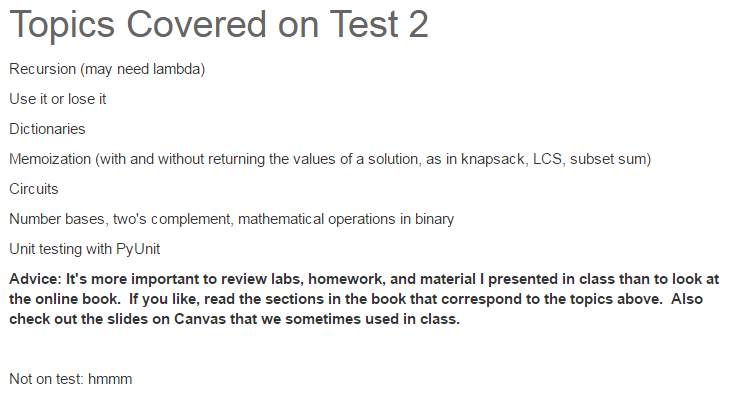 Topics Covered on Test 2
Recursion (may need lambda)
Use it or lose it
Dictionaries
Memoization (with and without returning the values of a solution, as in knapsack, LCS, subset sum)
Circuits
Number bases, two's complement, mathematical operations in binary
Unit testing with PyUnit
Advice: It's more important to review labs, homework, and material I presented in class than to look at
the online book.  If you like, read the sections in the book that correspond to the topics above.  Also
check out the slides on Canvas that we sometimes used in class.
Not on test: hmmm